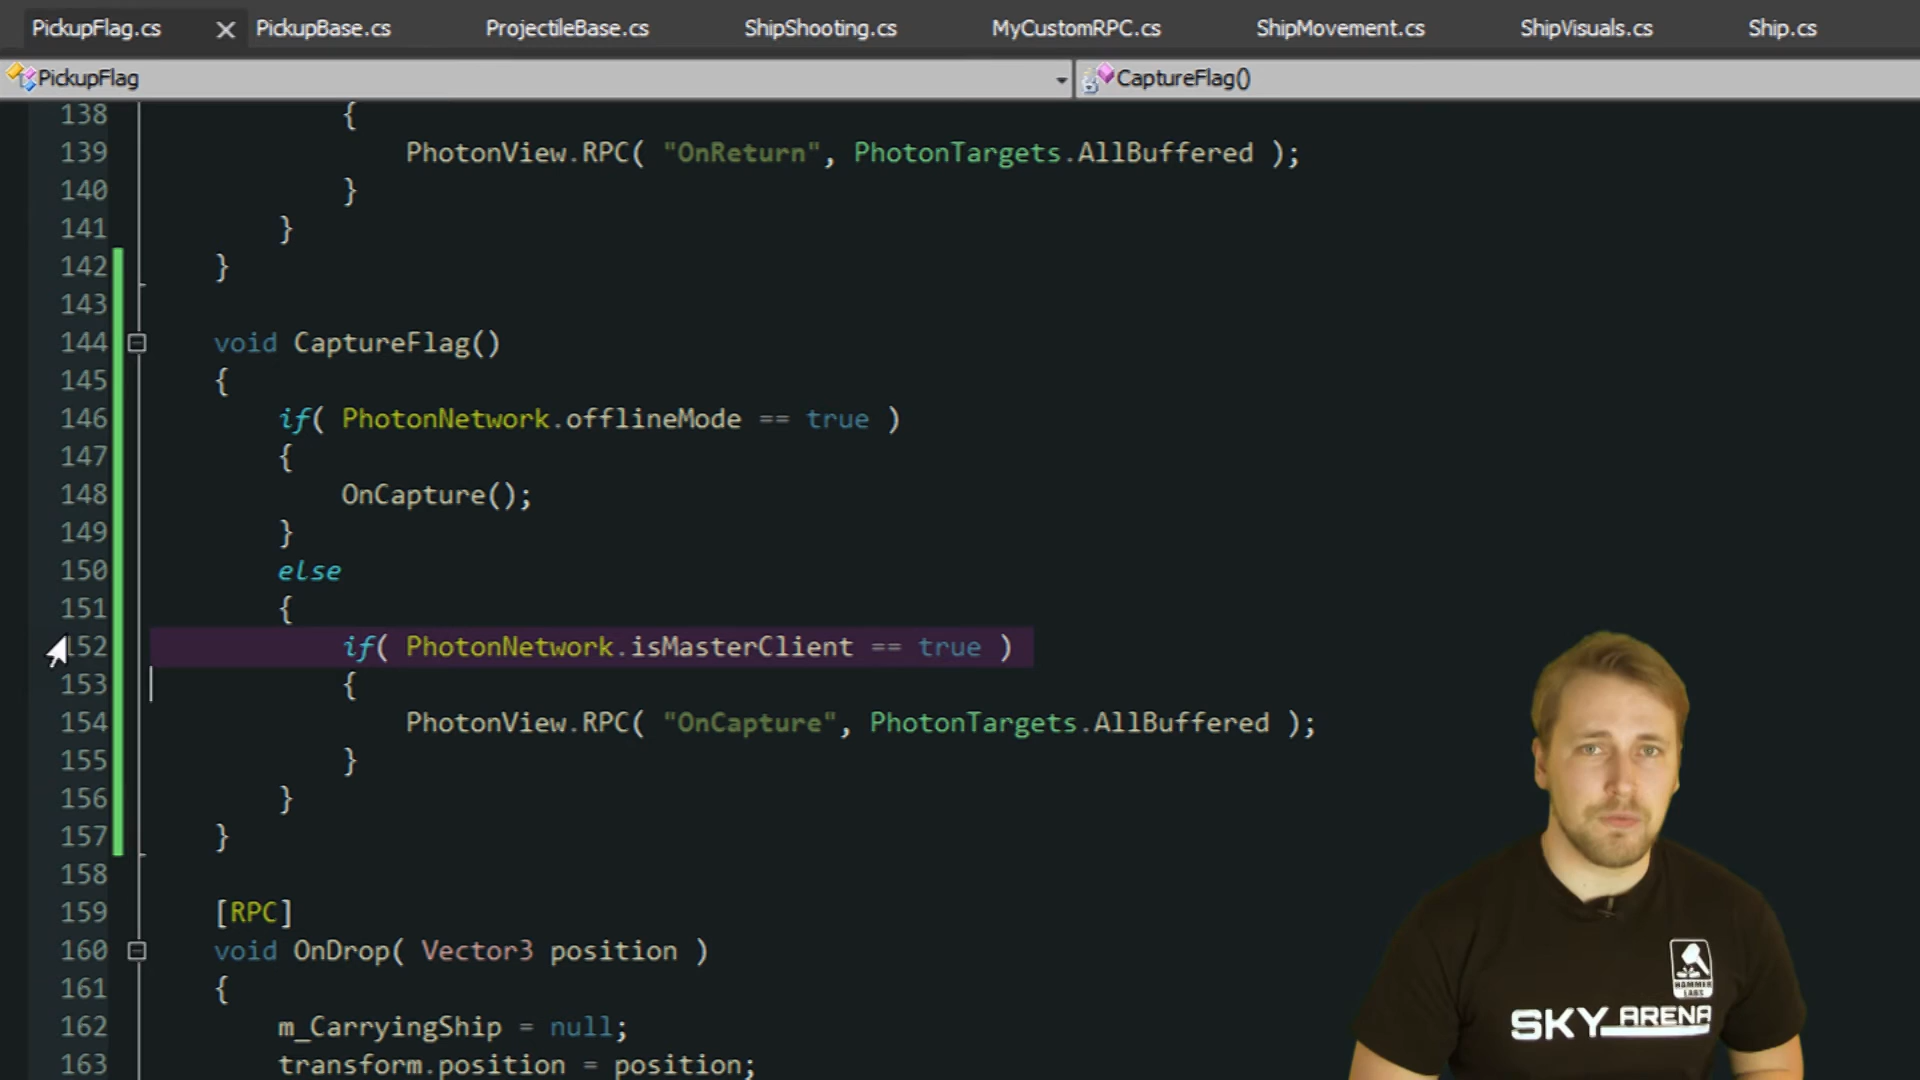 PickupFlag.cs
PickupBase.cs
ProjectileBase.cs
ShipShooting.cs
MyCustomRPC.cs
ShipMovement.cs
ShipVisuals.cs
Ship.cs
PickupFlag
CaptureFlag()
138 {
139 PhotonView.RPC( "OnReturn", PhotonTargets.AllBuffered );
140 }
141 }
142 }
143
144 void CaptureFlag()
145 {
146 if( PhotonNetwork.offlineMode == true )
147 {
148 OnCapture();
149 }
150 else
151 {
152 if( PhotonNetwork.isMasterClient == true )
153 {
154 PhotonView.RPC( "OnCapture", PhotonTargets.AllBuffered );
155 }
156 }
157 }
158
159 [RPC]
160 void OnDrop( Vector3 position )
161 {
162 m_CarryingShip = null;
163 transform.position = position;
HAMMER
LABS
SKY ARENA